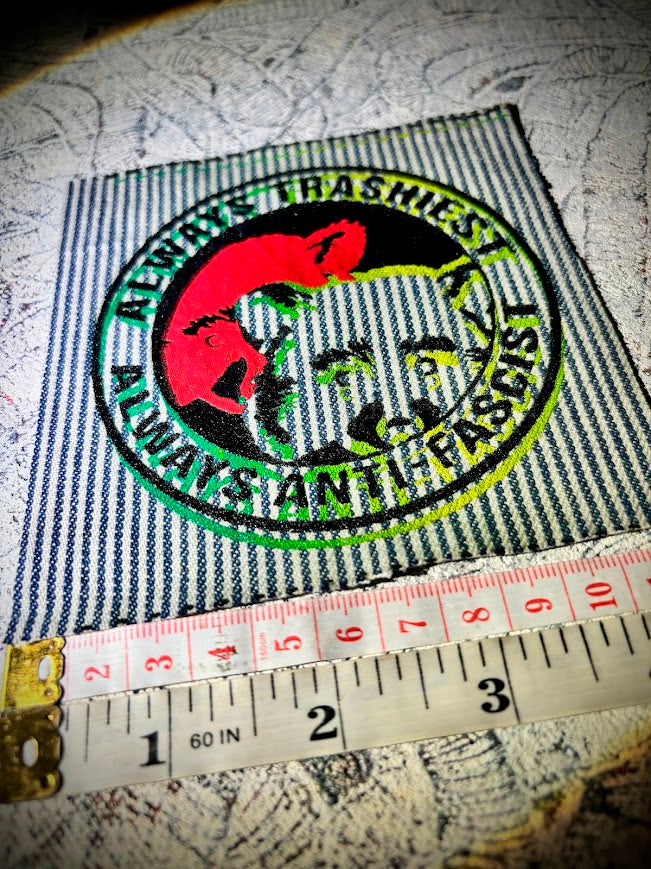 ALWAYS TRASHIEST
ALWAYS ANTI-FASCIST
2 3 4 5 6 7 8 9 10
150cm
1 60 IN 2 3